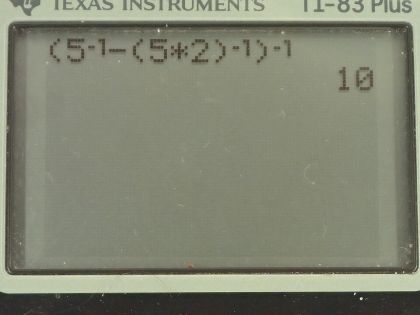 TEXAS INSTRUMENTS TI-83 Plus
(5⁻¹-(5*2)⁻¹)⁻¹
10